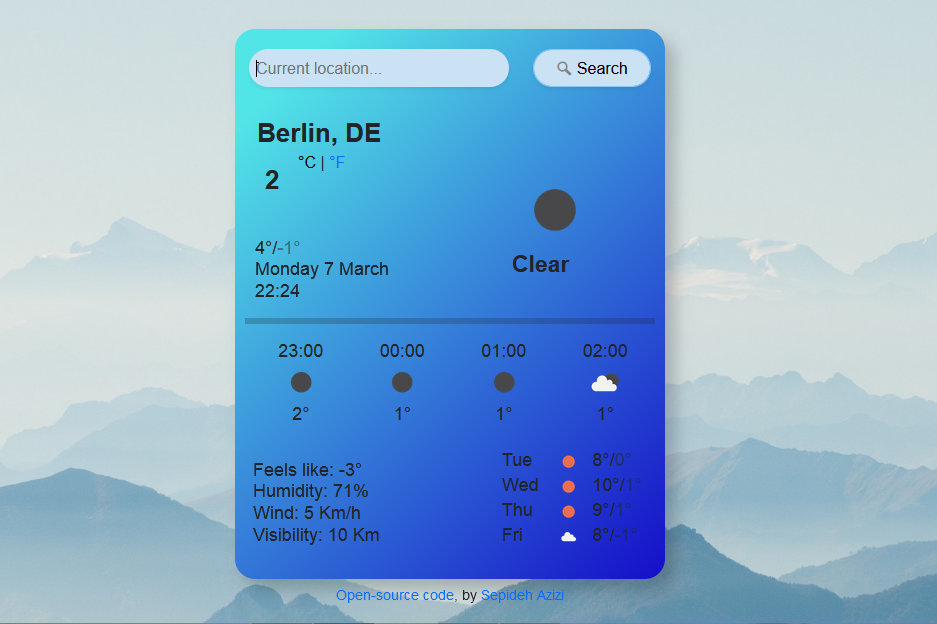 Current location...
Search
Berlin, DE
2 °C | °F
4°/-1°
Monday 7 March
22:24
Clear
23:00 00:00 01:00 02:00
2° 1° 1° 1°
Feels like: -3°
Humidity: 71%
Wind: 5 Km/h
Visibility: 10 Km
Tue 8°/0°
Wed 10°/1°
Thu 9°/1°
Fri 8°/-1°
Open-source code, by Sepideh Azizi